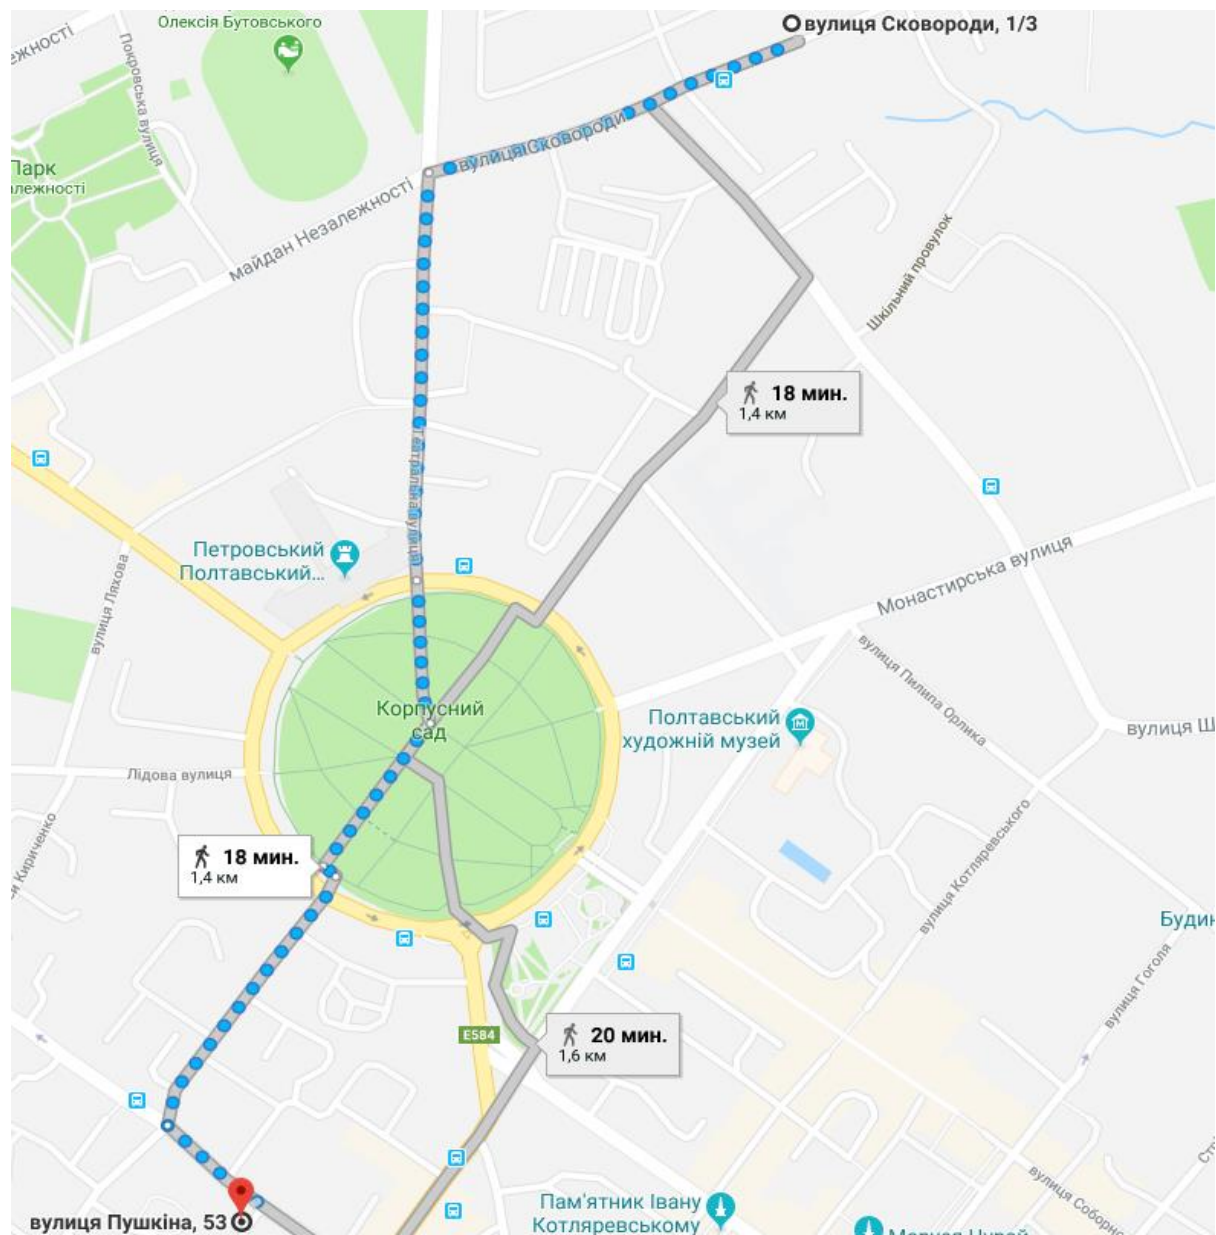 Олексія Бутовського
вулиця Сковороди, 1/3
Покровська вулиця
Парк
вулиця Сковороди
майдан Незалежності
Шкільний провулок
18 мин.
1,4 км
Театральна вулиця
Петровський
Полтавський...
вулиця Ляхова
Монастирська вулиця
вулиця Пилипа Орлика
Корпусний
сад
Полтавський
художній музей
вулиця Ш
Лідова вулиця
Кириченко
18 мин.
1,4 км
вулиця Котляревського
Будин
вулиця Гоголя
E584
20 мин.
1,6 км
вулиця Соборно
вулиця Пушкіна, 53
Пам'ятник Івану
Котляревському